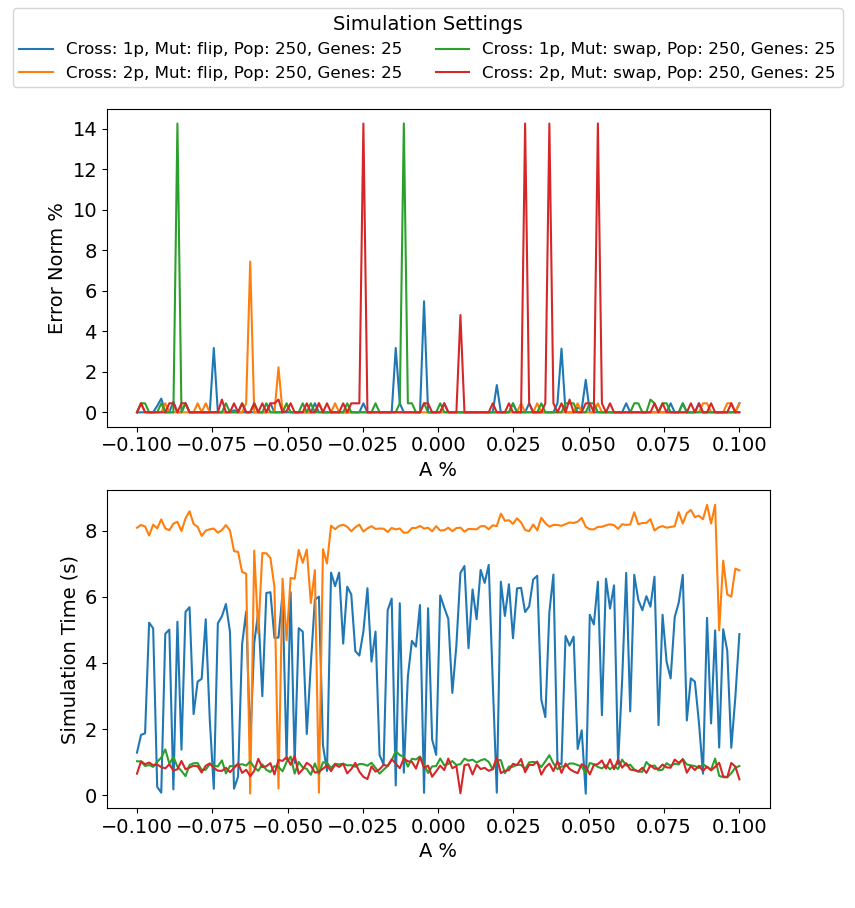 Simulation Settings
Cross: 1p, Mut: flip, Pop: 250, Genes: 25
Cross: 2p, Mut: flip, Pop: 250, Genes: 25
Cross: 1p, Mut: swap, Pop: 250, Genes: 25
Cross: 2p, Mut: swap, Pop: 250, Genes: 25
Error Norm %
14
12
10
8
6
4
2
0
−0.100 −0.075 −0.050 −0.025 0.000 0.025 0.050 0.075 0.100
A %
Simulation Time (s)
8
6
4
2
0
−0.100 −0.075 −0.050 −0.025 0.000 0.025 0.050 0.075 0.100
A %